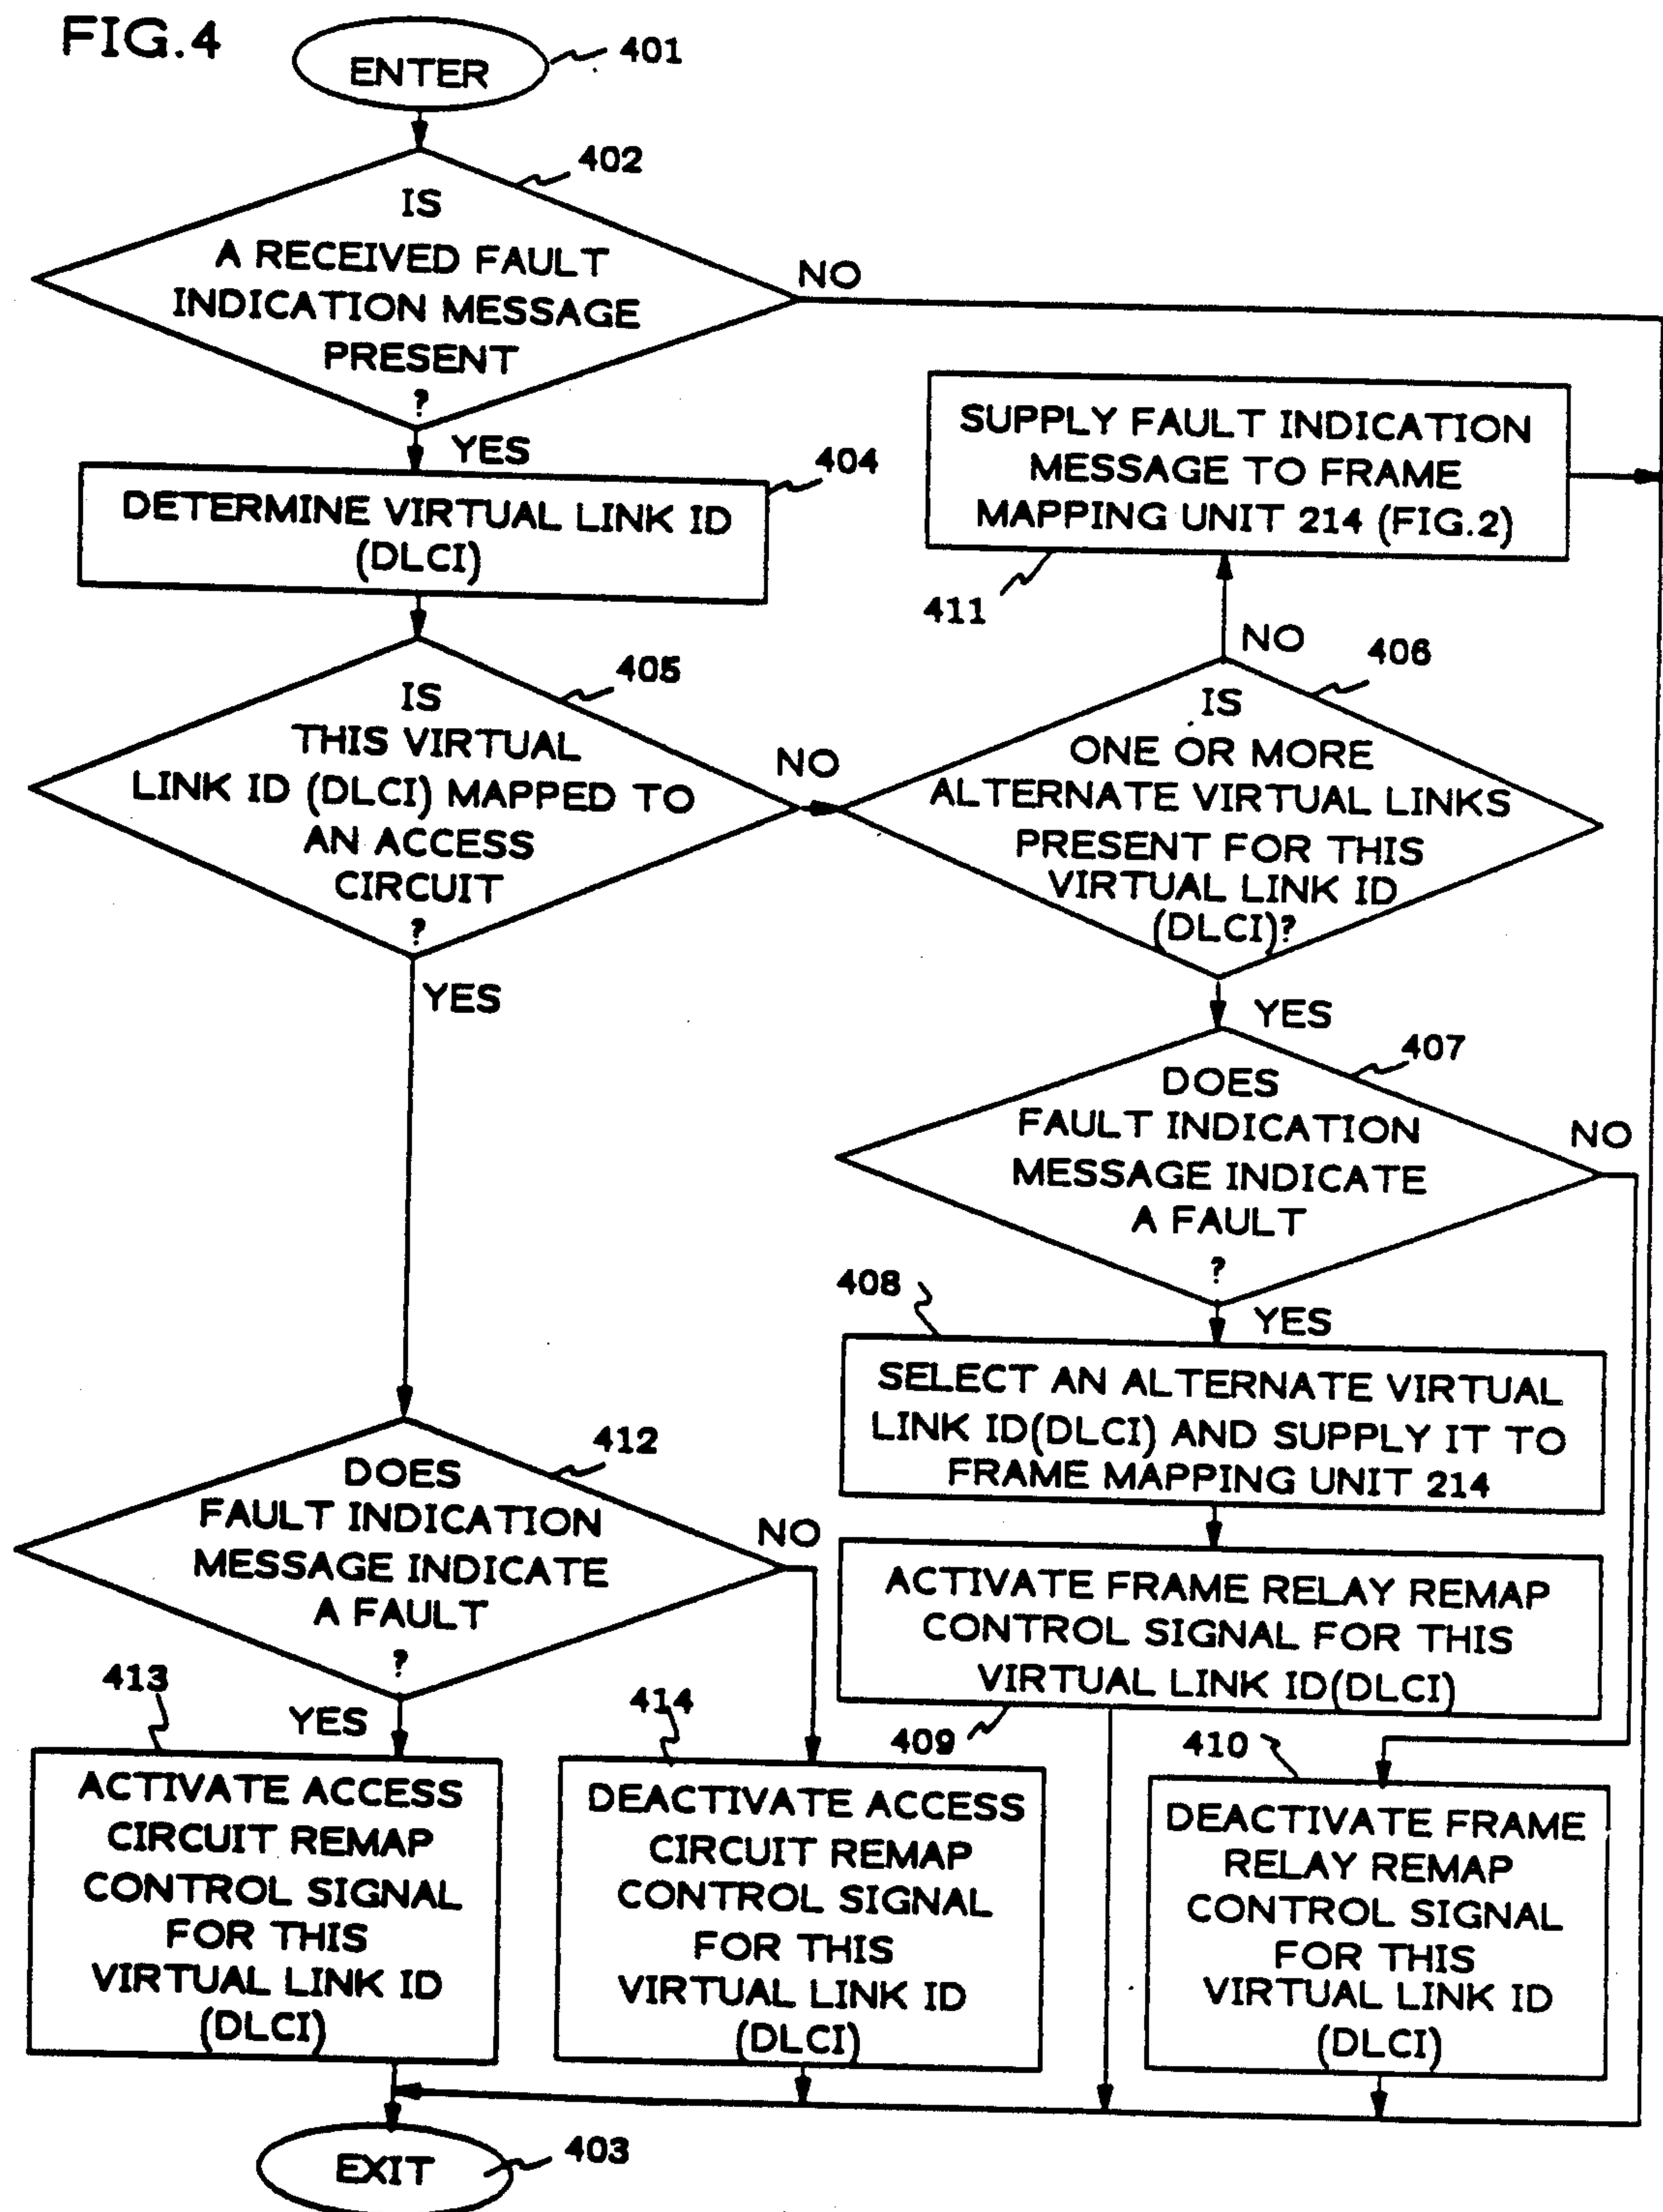 FIG.4
ENTER
401
402
IS
A RECEIVED FAULT
INDICATION MESSAGE
PRESENT
?
NO
YES
404
DETERMINE VIRTUAL LINK ID
(DLCI)
SUPPLY FAULT INDICATION
MESSAGE TO FRAME
MAPPING UNIT 214 (FIG.2)
411
405
IS
THIS VIRTUAL
LINK ID (DLCI) MAPPED TO
AN ACCESS
CIRCUIT
?
NO
YES
NO
406
IS
ONE OR MORE
ALTERNATE VIRTUAL LINKS
PRESENT FOR THIS
VIRTUAL LINK ID
(DLCI)?
YES
407
DOES
FAULT INDICATION
MESSAGE INDICATE
A FAULT
?
NO
YES
408
SELECT AN ALTERNATE VIRTUAL
LINK ID(DLCI) AND SUPPLY IT TO
FRAME MAPPING UNIT 214
ACTIVATE FRAME RELAY REMAP
CONTROL SIGNAL FOR THIS
VIRTUAL LINK ID(DLCI)
409
412
DOES
FAULT INDICATION
MESSAGE INDICATE
A FAULT
?
NO
YES
413
ACTIVATE ACCESS
CIRCUIT REMAP
CONTROL SIGNAL
FOR THIS
VIRTUAL LINK ID
(DLCI)
414
DEACTIVATE ACCESS
CIRCUIT REMAP
CONTROL SIGNAL
FOR THIS
VIRTUAL LINK ID
(DLCI)
410
DEACTIVATE FRAME
RELAY REMAP
CONTROL SIGNAL
FOR THIS
VIRTUAL LINK ID
(DLCI)
EXIT
403